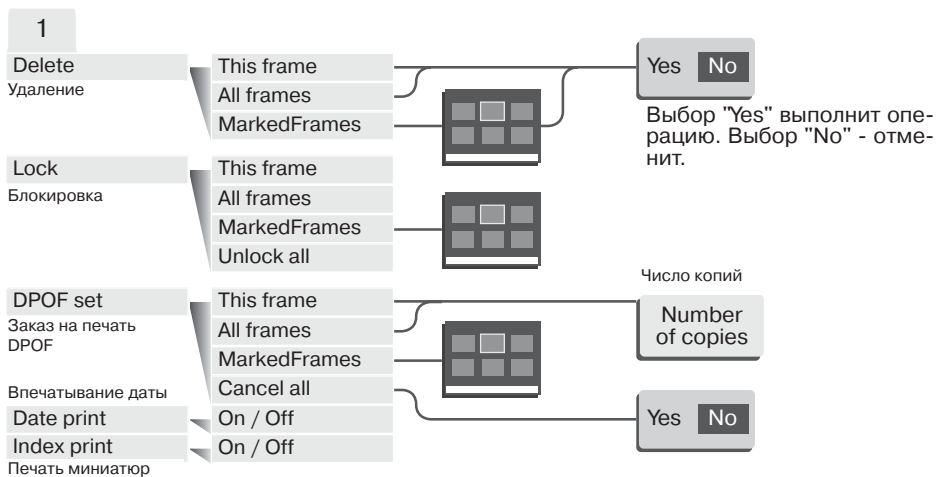 1
Delete
Удаление
This frame
All frames
MarkedFrames
Yes No
Выбор "Yes" выполнит опе-
рацию. Выбор "No" - отме-
нит.
Lock
Блокировка
This frame
All frames
MarkedFrames
Unlock all
DPOF set
Заказ на печать
DPOF
This frame
All frames
MarkedFrames
Cancel all
Число копий
Number
of copies
Впечатывание даты
Date print
On / Off
Yes No
Index print
On / Off
Печать миниатюр